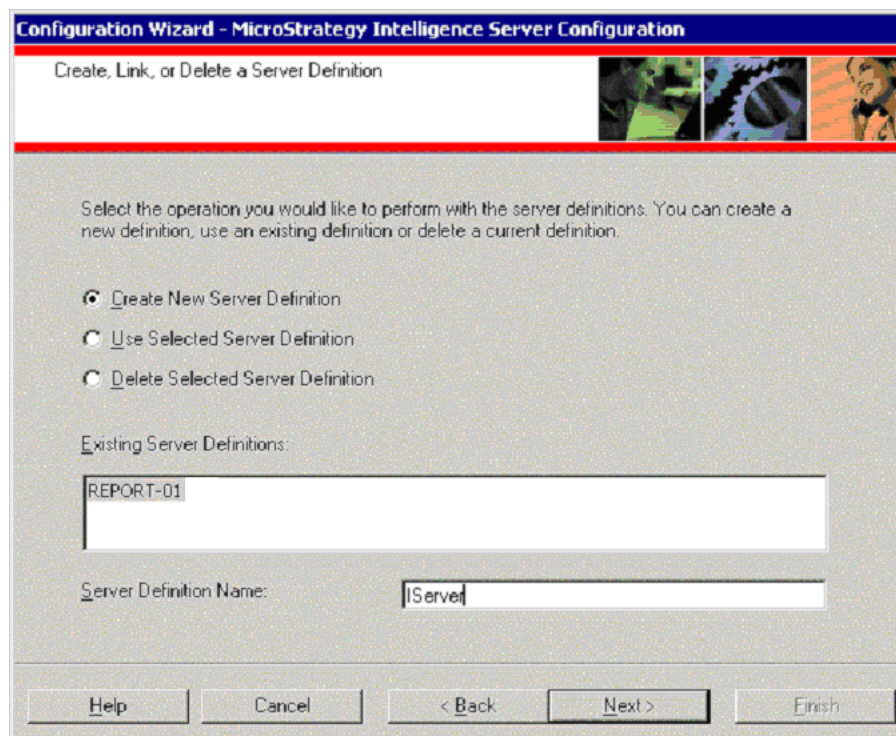 Configuration Wizard - MicroStrategy Intelligence Server Configuration
Create, Link, or Delete a Server Definition
Select the operation you would like to perform with the server definitions. You can create a
new definition, use an existing definition or delete a current definition.
Create New Server Definition
Use Selected Server Definition
Delete Selected Server Definition
Existing Server Definitions:
REPORT-01
Server Definition Name: IServer
Help Cancel < Back Next > Finish